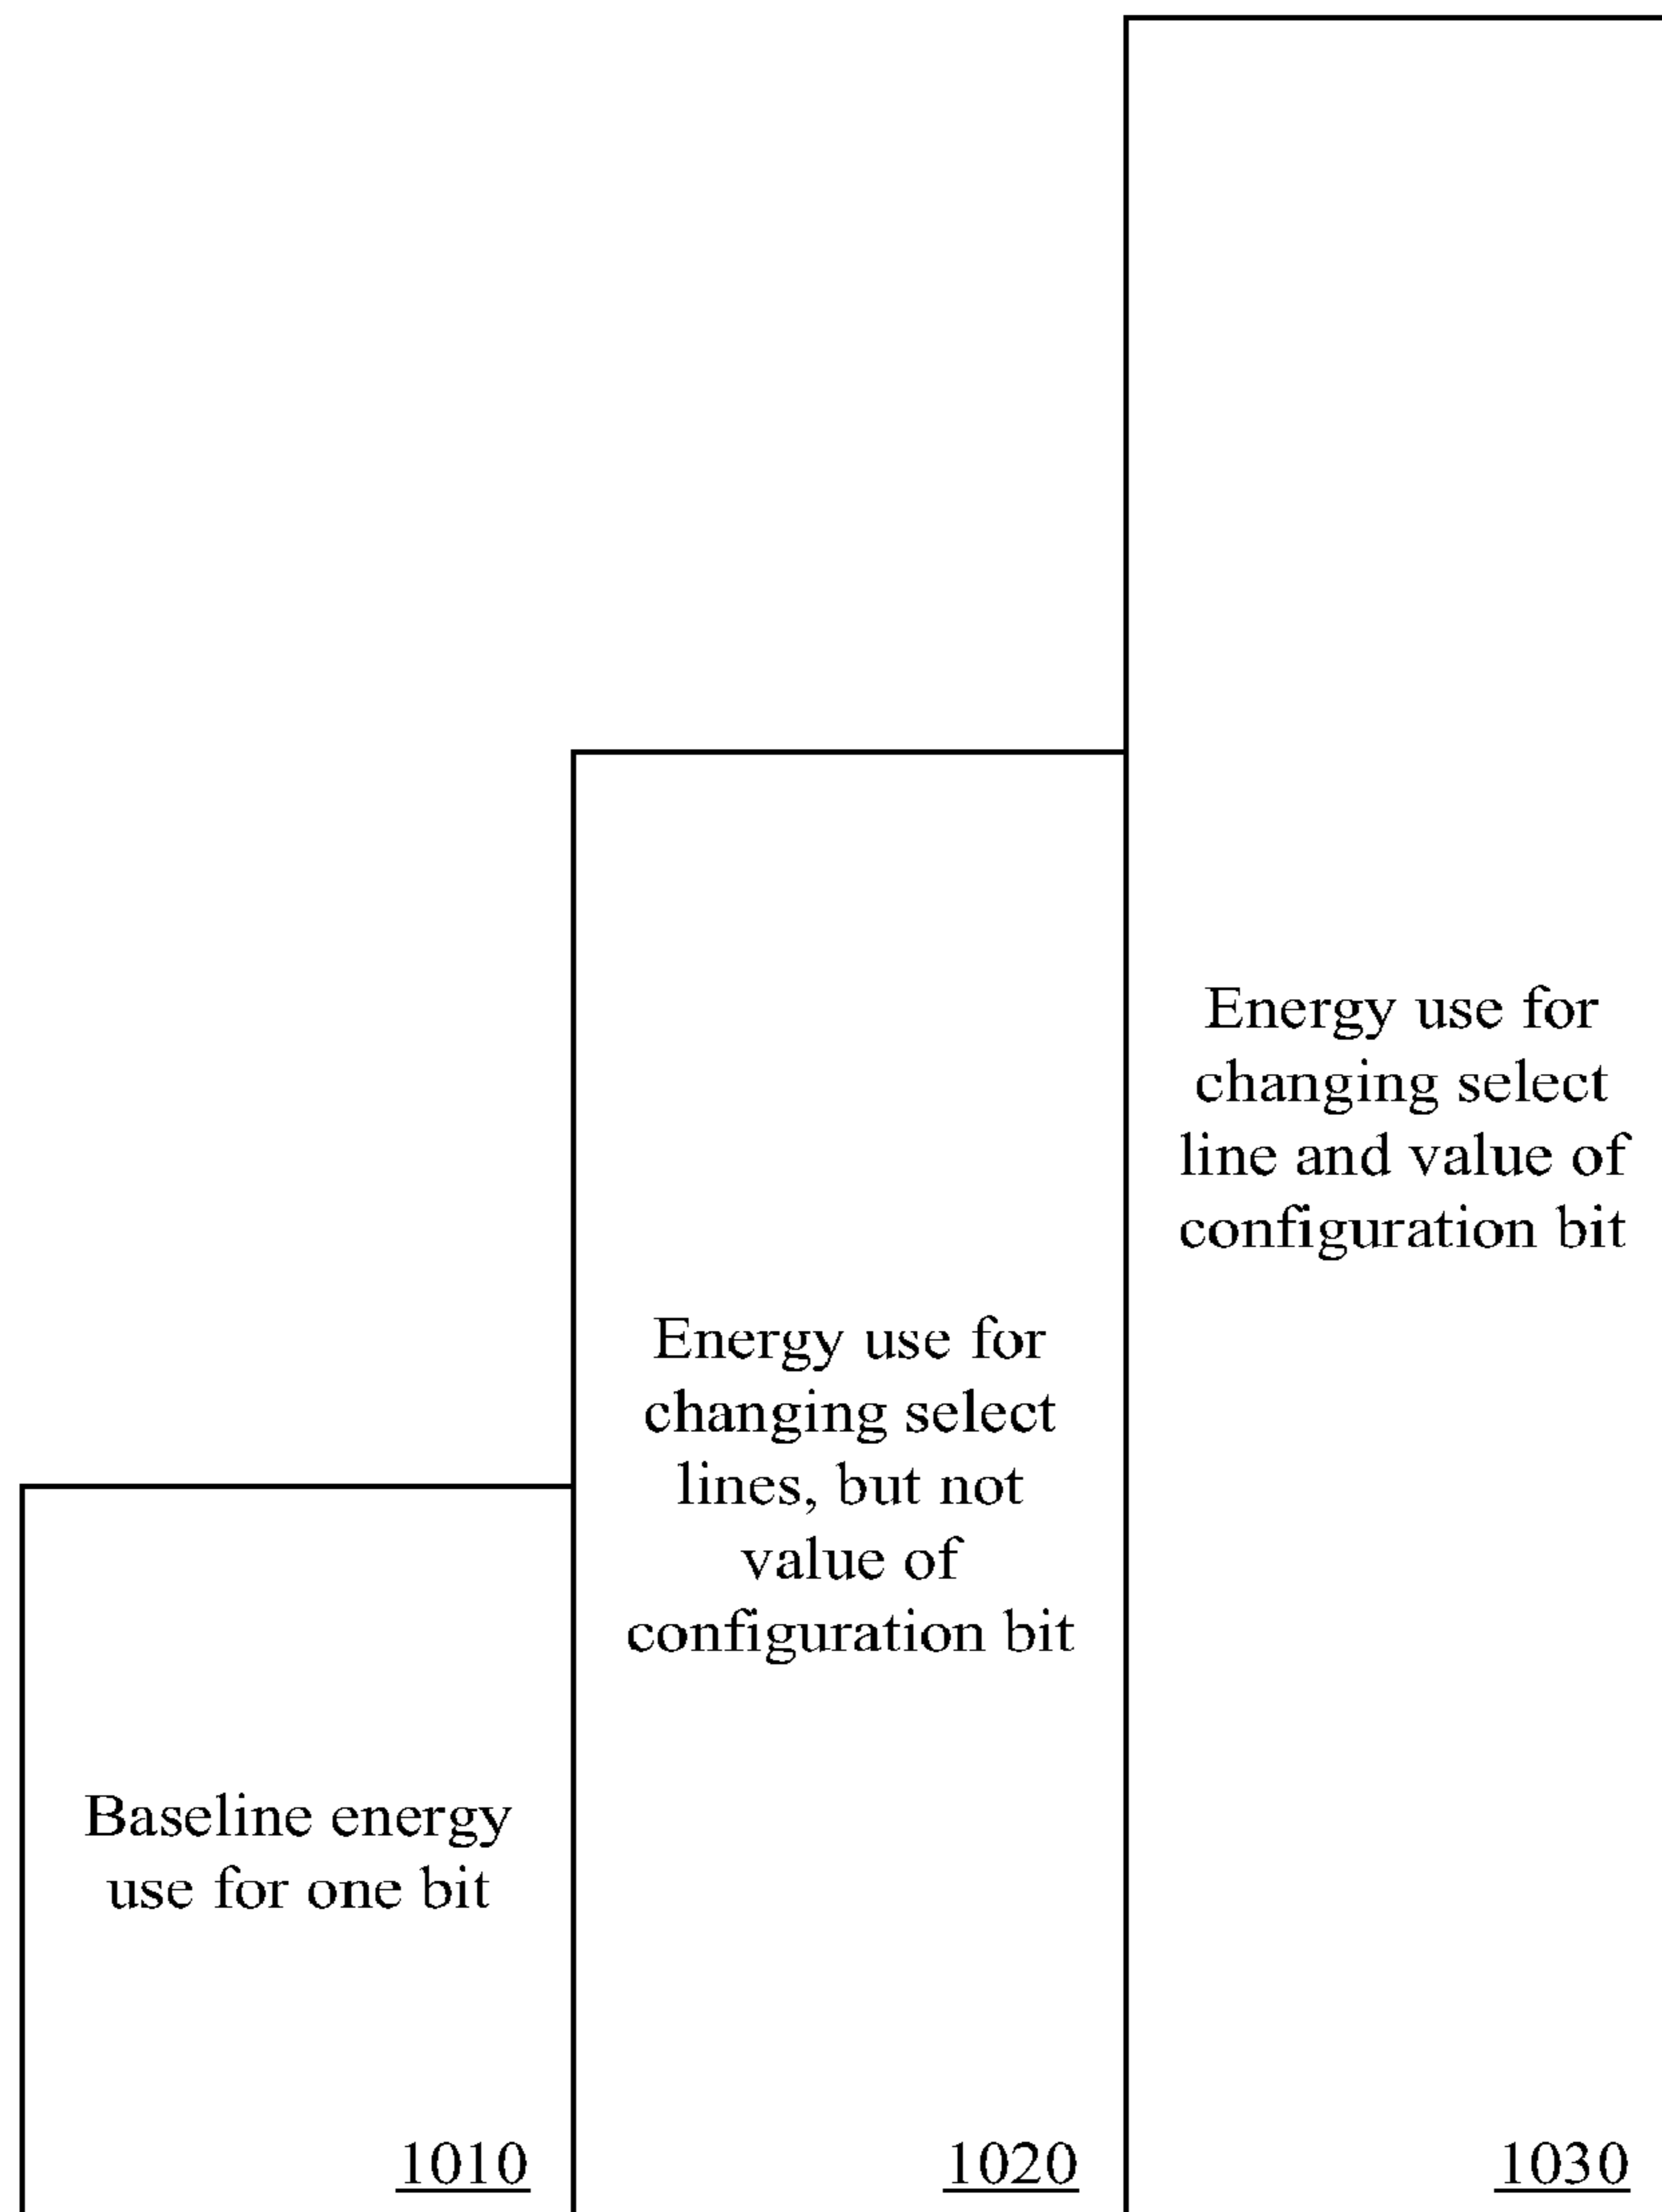 Baseline energy
use for one bit
1010
Energy use for
changing select
lines, but not
value of
configuration bit
1020
Energy use for
changing select
line and value of
configuration bit
1030